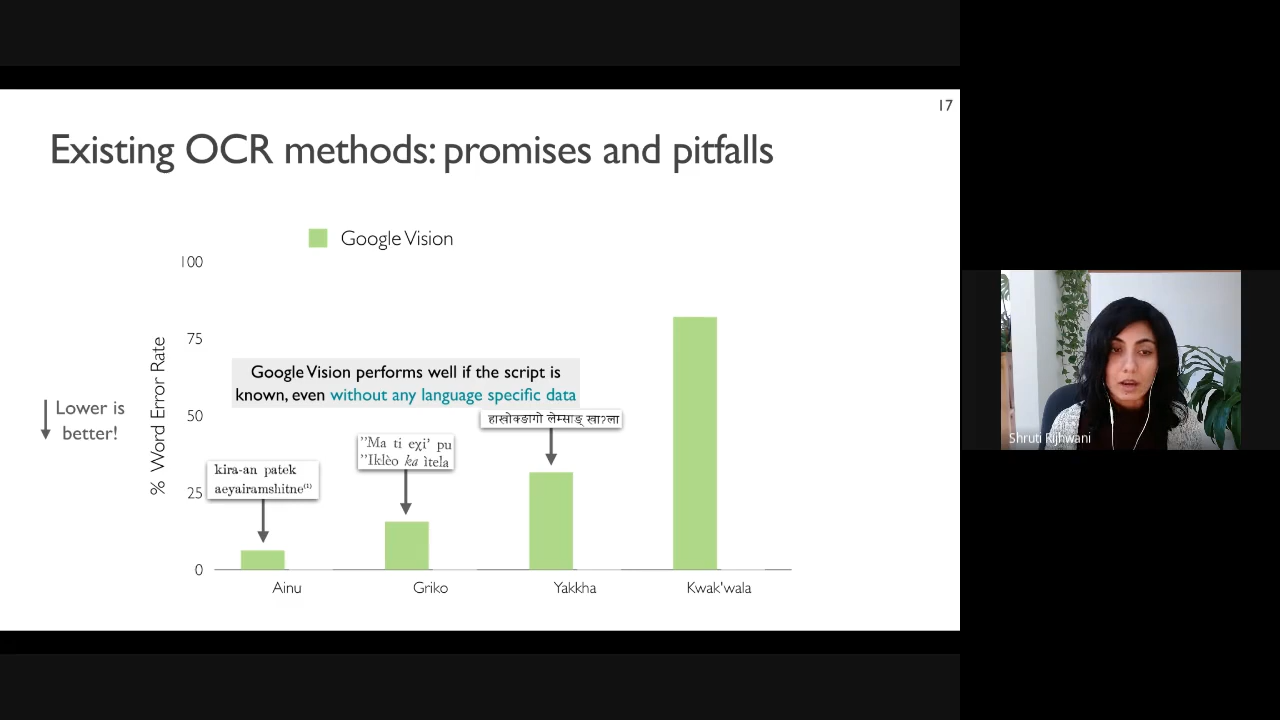 17
Existing OCR methods: promises and pitfalls
Google Vision
100
75
50
25
0
% Word Error Rate
Lower is
better!
Google Vision performs well if the script is
known, even without any language specific data
kira-an patek
aeyairamshitne⁽¹⁾
”Ma ti eχi’ pu
”Iklèo ka ìtela
हाखोक्ङागो लेम्साङ् खाʔला
Ainu
Griko
Yakkha
Kwak'wala
Shruti Rijhwani